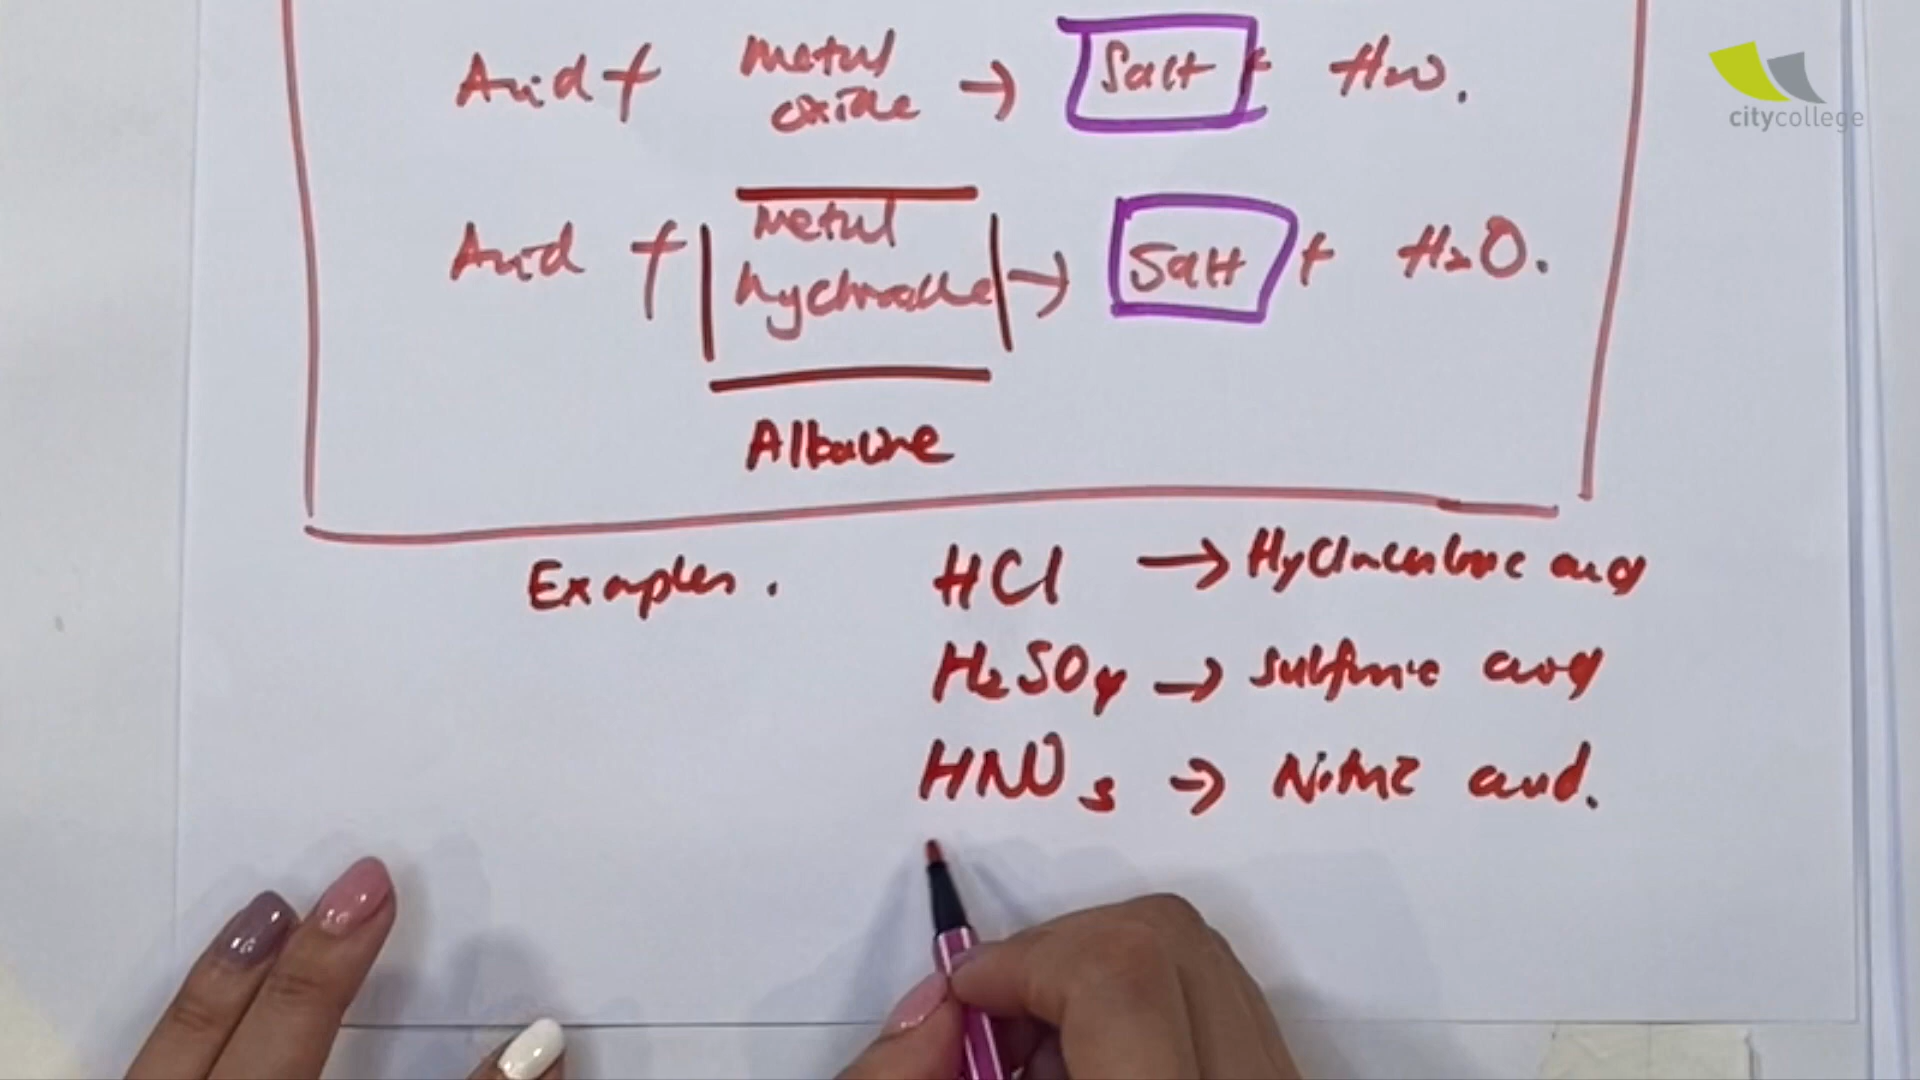 Acid + metal oxide → Salt + H₂O.
citycollege
Acid + metal hydroxide → Salt + H₂O.
Alkaline
Examples. HCl → Hydrochloric acid
H₂SO₄ → Sulfuric acid
HNO₃ → Nitric acid.